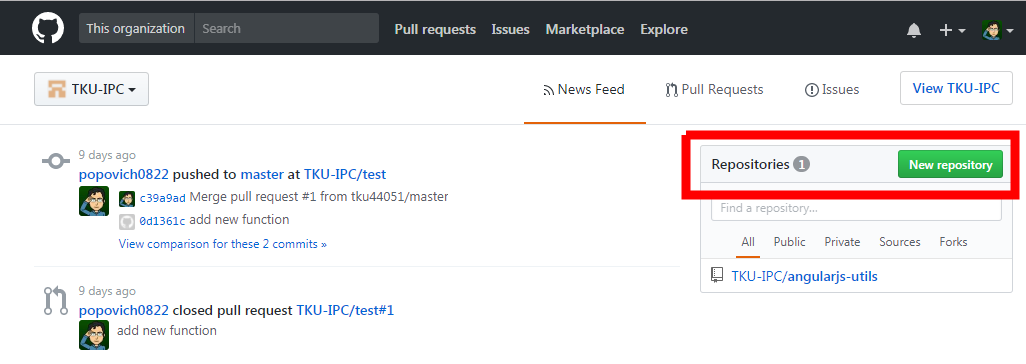 This organization Search Pull requests Issues Marketplace Explore
TKU-IPC News Feed Pull Requests Issues View TKU-IPC
9 days ago
popovich0822 pushed to master at TKU-IPC/test
c39a9ad Merge pull request #1 from tku44051/master
0d1361c add new function
View comparison for these 2 commits »
9 days ago
popovich0822 closed pull request TKU-IPC/test#1
add new function
Repositories 1 New repository
Find a repository...
All Public Private Sources Forks
TKU-IPC/angularjs-utils